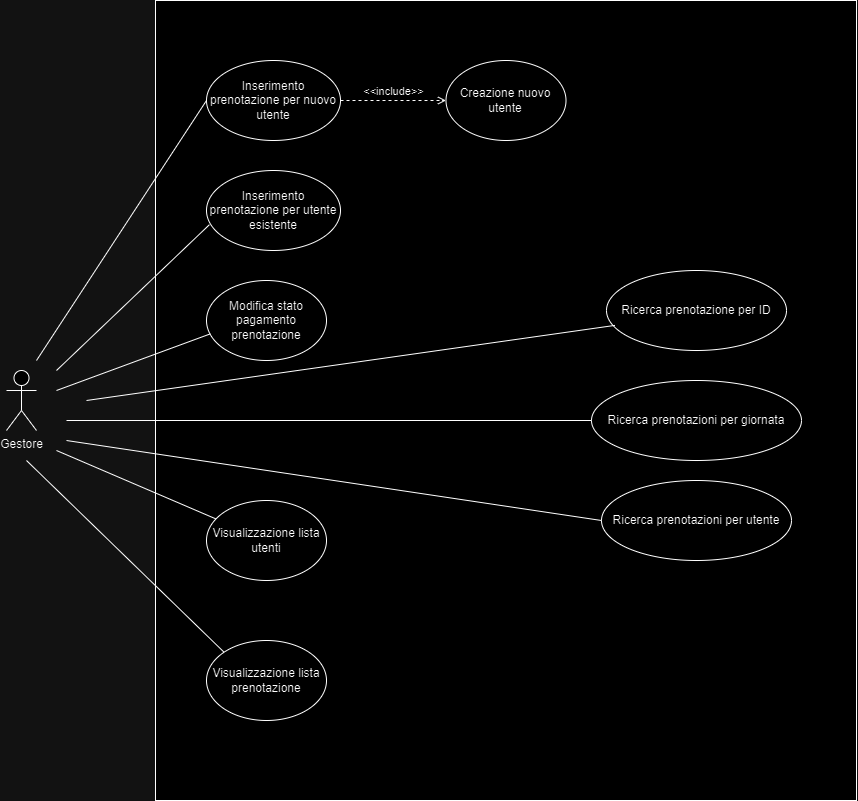 Inserimento
prenotazione per nuovo
utente
<<include>>
Creazione nuovo
utente
Inserimento
prenotazione per utente
esistente
Modifica stato
pagamento
prenotazione
Ricerca prenotazione per ID
Ricerca prenotazioni per giornata
Gestore
Ricerca prenotazioni per utente
Visualizzazione lista
utenti
Visualizzazione lista
prenotazione